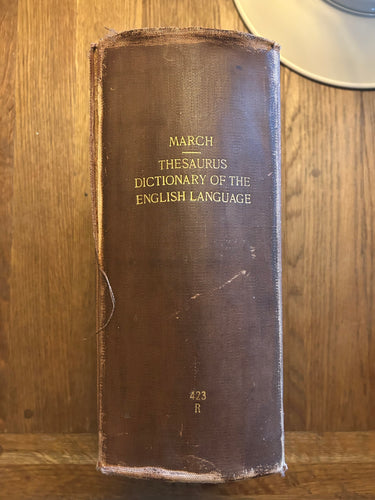 MARCH
THESAURUS
DICTIONARY OF THE
ENGLISH LANGUAGE
423
R